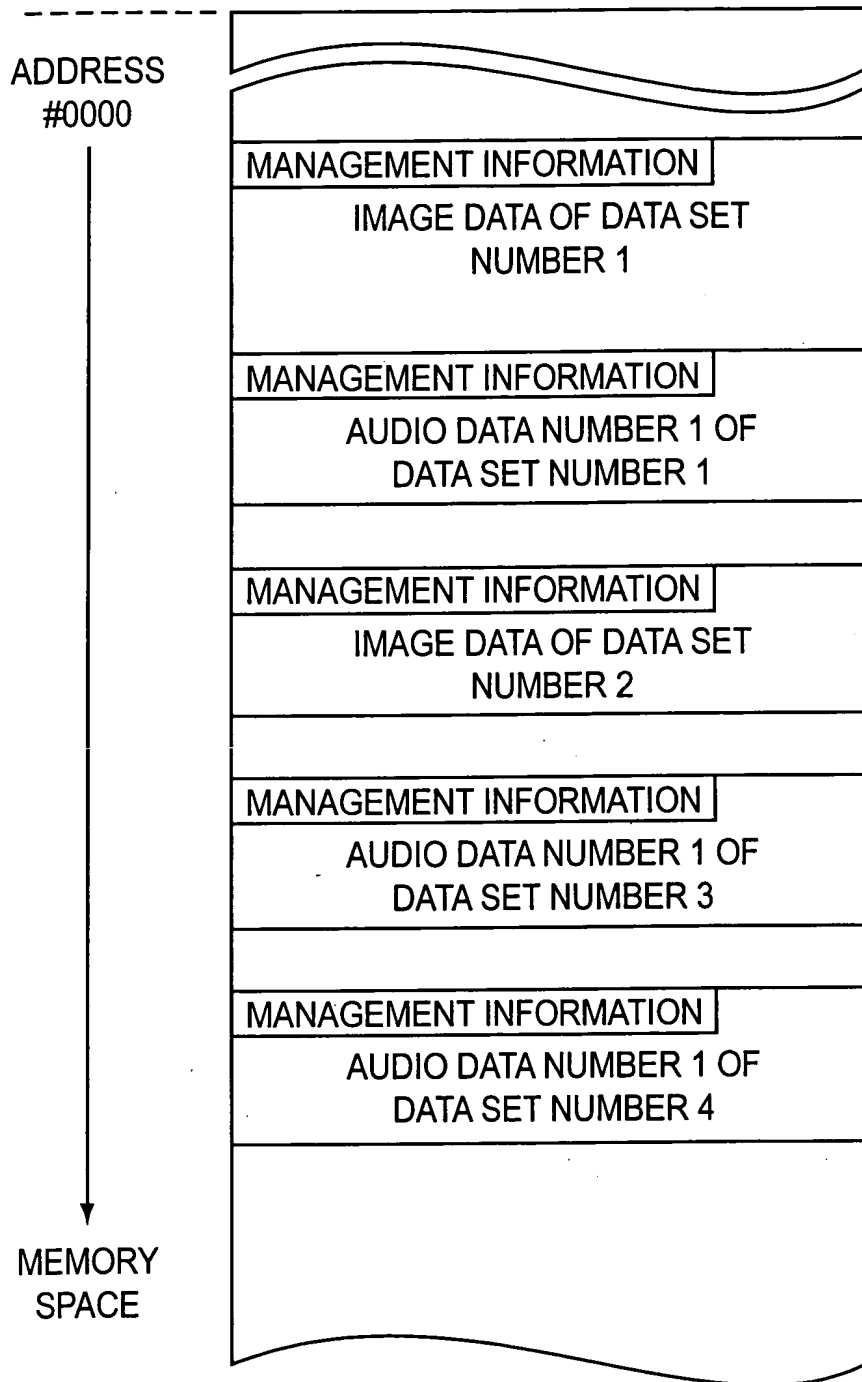 ADDRESS
#0000
MANAGEMENT INFORMATION
IMAGE DATA OF DATA SET
NUMBER 1
MANAGEMENT INFORMATION
AUDIO DATA NUMBER 1 OF
DATA SET NUMBER 1
MANAGEMENT INFORMATION
IMAGE DATA OF DATA SET
NUMBER 2
MANAGEMENT INFORMATION
AUDIO DATA NUMBER 1 OF
DATA SET NUMBER 3
MANAGEMENT INFORMATION
AUDIO DATA NUMBER 1 OF
DATA SET NUMBER 4
MEMORY
SPACE